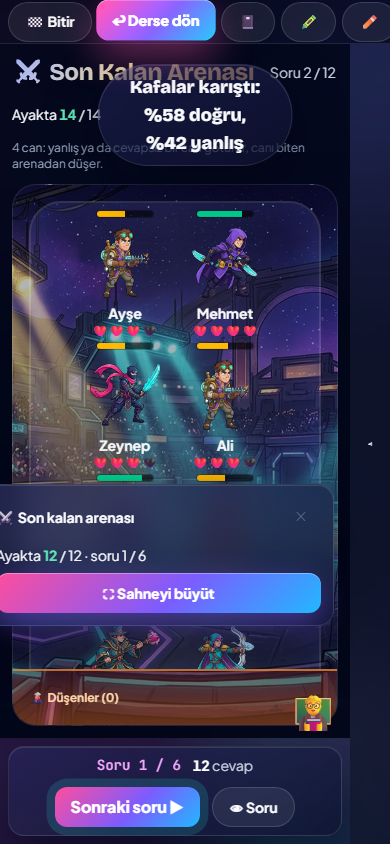 Bitir
Derse dön
Son Kalan Arenası
Soru 2 / 12
Kafalar karıştı:
%58 doğru,
%42 yanlış
Ayakta 14 / 14
4 can: yanlış ya da cevap canı biten
arenadan düşer.
Ayşe
Mehmet
Zeynep
Ali
Son kalan arenası
Ayakta 12 / 12 · soru 1 / 6
Sahneyi büyüt
Düşenler (0)
Soru 1 / 6
12 cevap
Sonraki soru
Soru